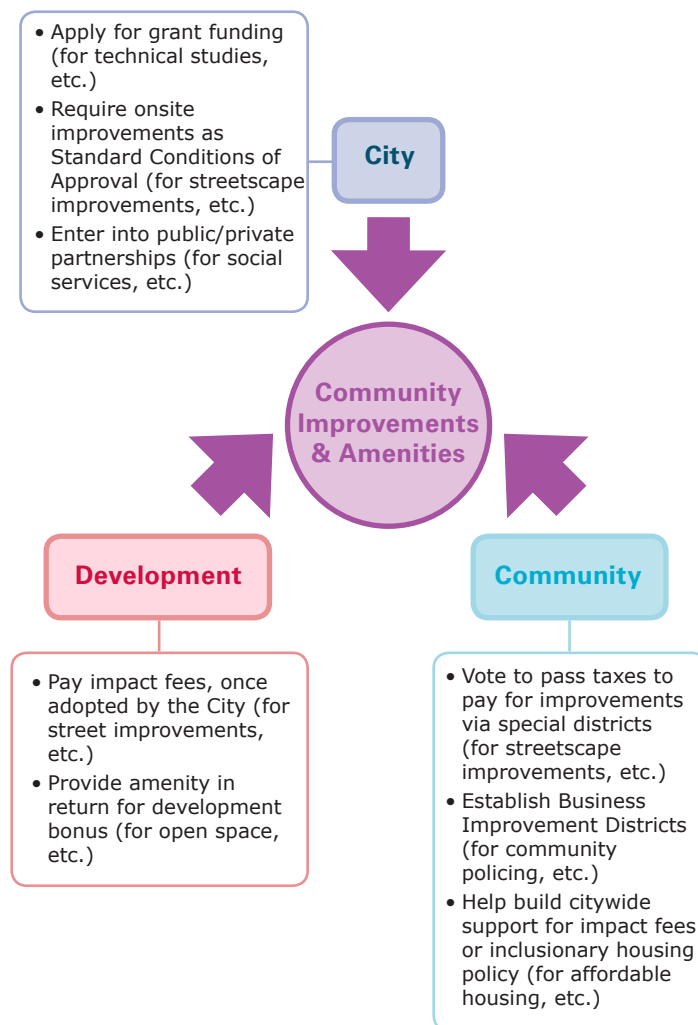 • Apply for grant funding
(for technical studies,
etc.)
• Require onsite
improvements as
Standard Conditions of
Approval (for streetscape
improvements, etc.)
• Enter into public/private
partnerships (for social
services, etc.)
City
Community
Improvements
& Amenities
Development
• Pay impact fees, once
adopted by the City (for
street improvements,
etc.)
• Provide amenity in
return for development
bonus (for open space,
etc.)
Community
• Vote to pass taxes to
pay for improvements
via special districts
(for streetscape
improvements, etc.)
• Establish Business
Improvement Districts
(for community
policing, etc.)
• Help build citywide
support for impact fees
or inclusionary housing
policy (for affordable
housing, etc.)